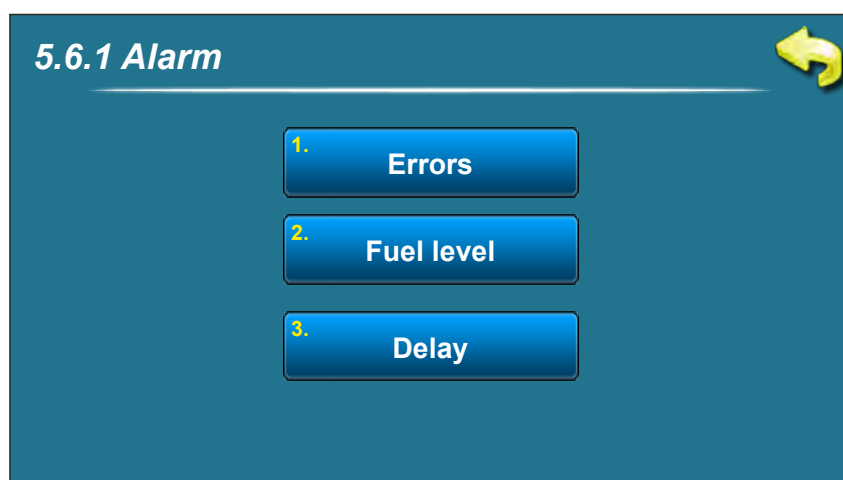 5.6.1 Alarm
1.
Errors
2.
Fuel level
3.
Delay